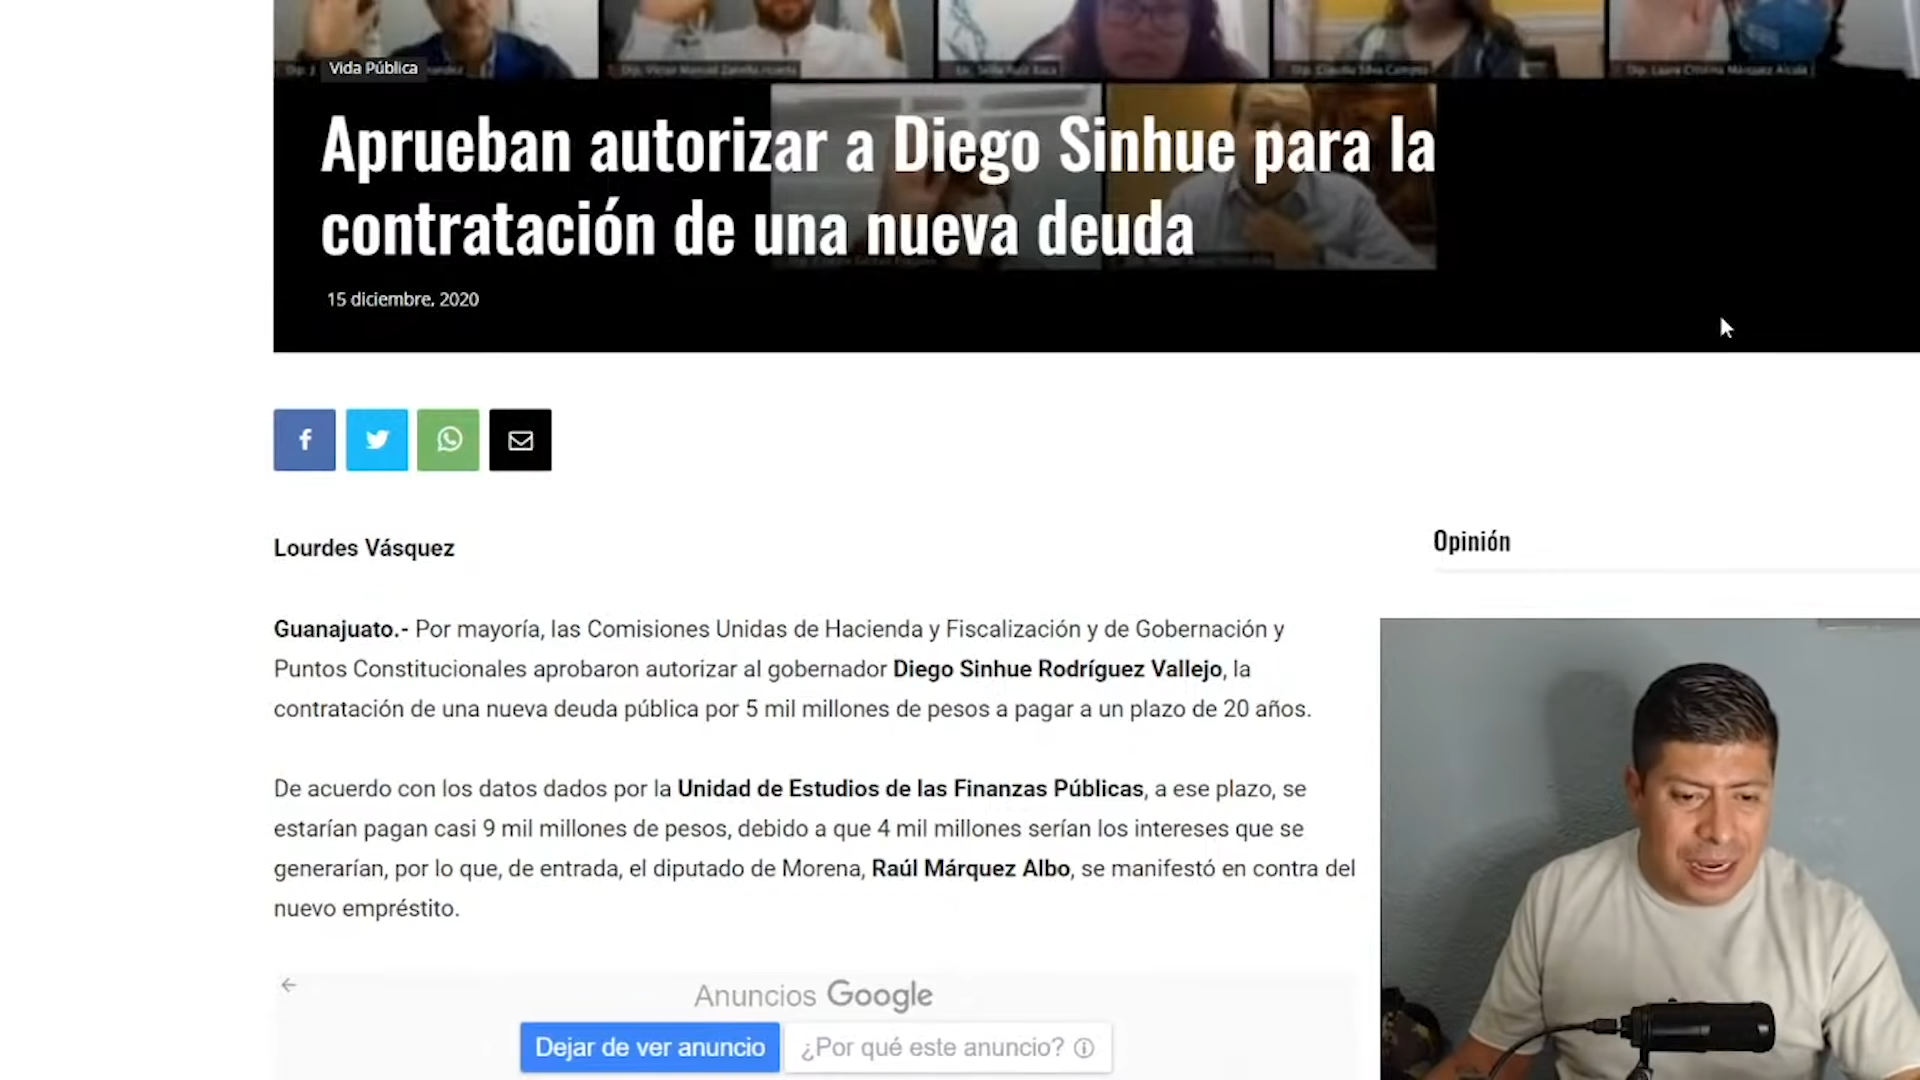 Vida Pública
Aprueban autorizar a Diego Sinhue para la
contratación de una nueva deuda
15 diciembre, 2020
Lourdes Vásquez
Opinión
Guanajuato.- Por mayoría, las Comisiones Unidas de Hacienda y Fiscalización y de Gobernación y
Puntos Constitucionales aprobaron autorizar al gobernador Diego Sinhue Rodríguez Vallejo, la
contratación de una nueva deuda pública por 5 mil millones de pesos a pagar a un plazo de 20 años.
De acuerdo con los datos dados por la Unidad de Estudios de las Finanzas Públicas, a ese plazo, se
estarían pagan casi 9 mil millones de pesos, debido a que 4 mil millones serían los intereses que se
generarían, por lo que, de entrada, el diputado de Morena, Raúl Márquez Albo, se manifestó en contra del
nuevo empréstito.
Anuncios Google
Dejar de ver anuncio
¿Por qué este anuncio?